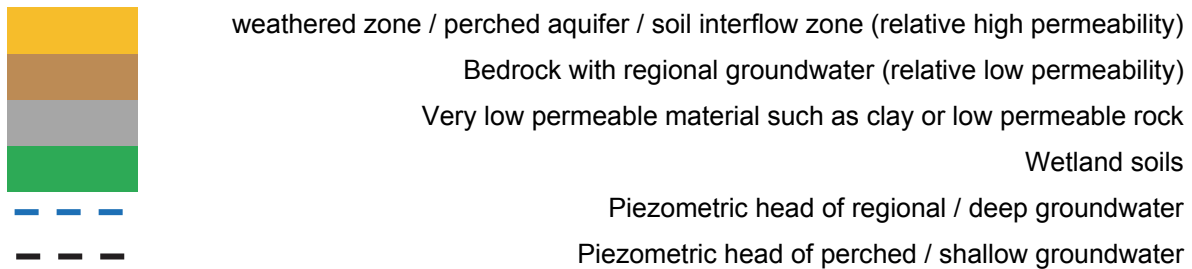 weathered zone / perched aquifer / soil interflow zone (relative high permeability)
Bedrock with regional groundwater (relative low permeability)
Very low permeable material such as clay or low permeable rock
Wetland soils
Piezometric head of regional / deep groundwater
Piezometric head of perched / shallow groundwater